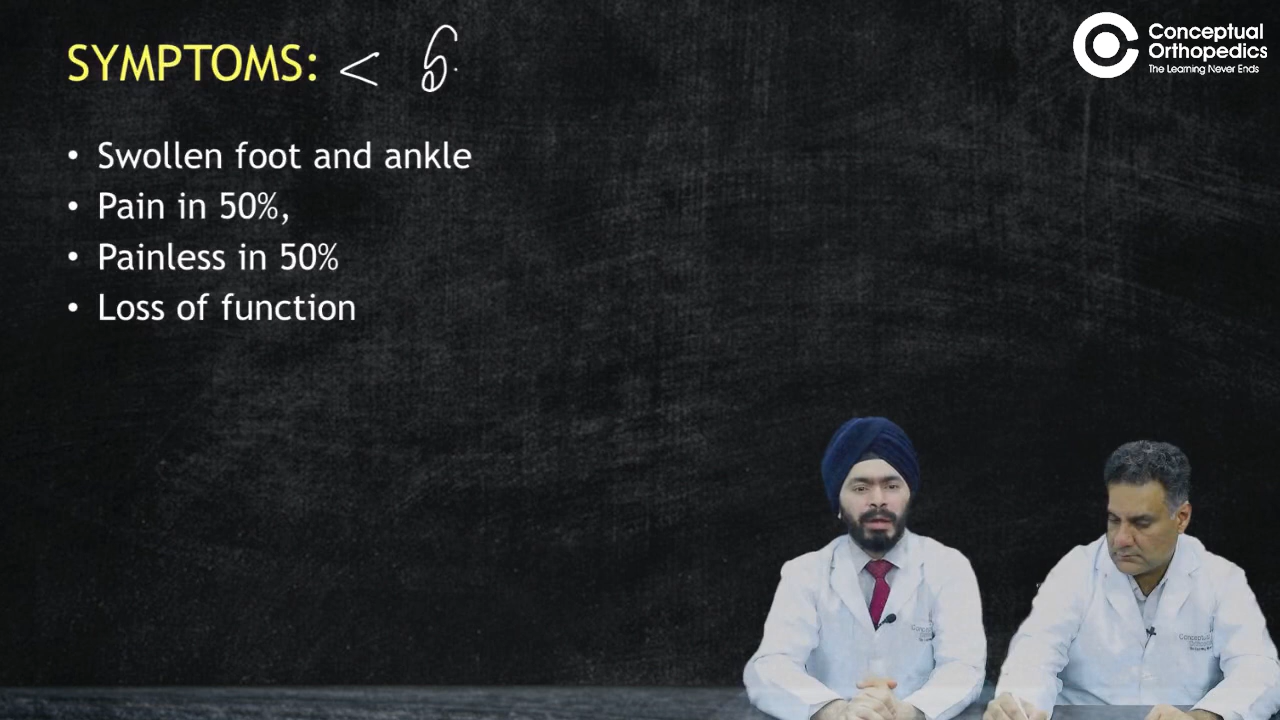 SYMPTOMS: <
• Swollen foot and ankle
• Pain in 50%,
• Painless in 50%
• Loss of function
Conceptual
Orthopedics
The Learning Never Ends